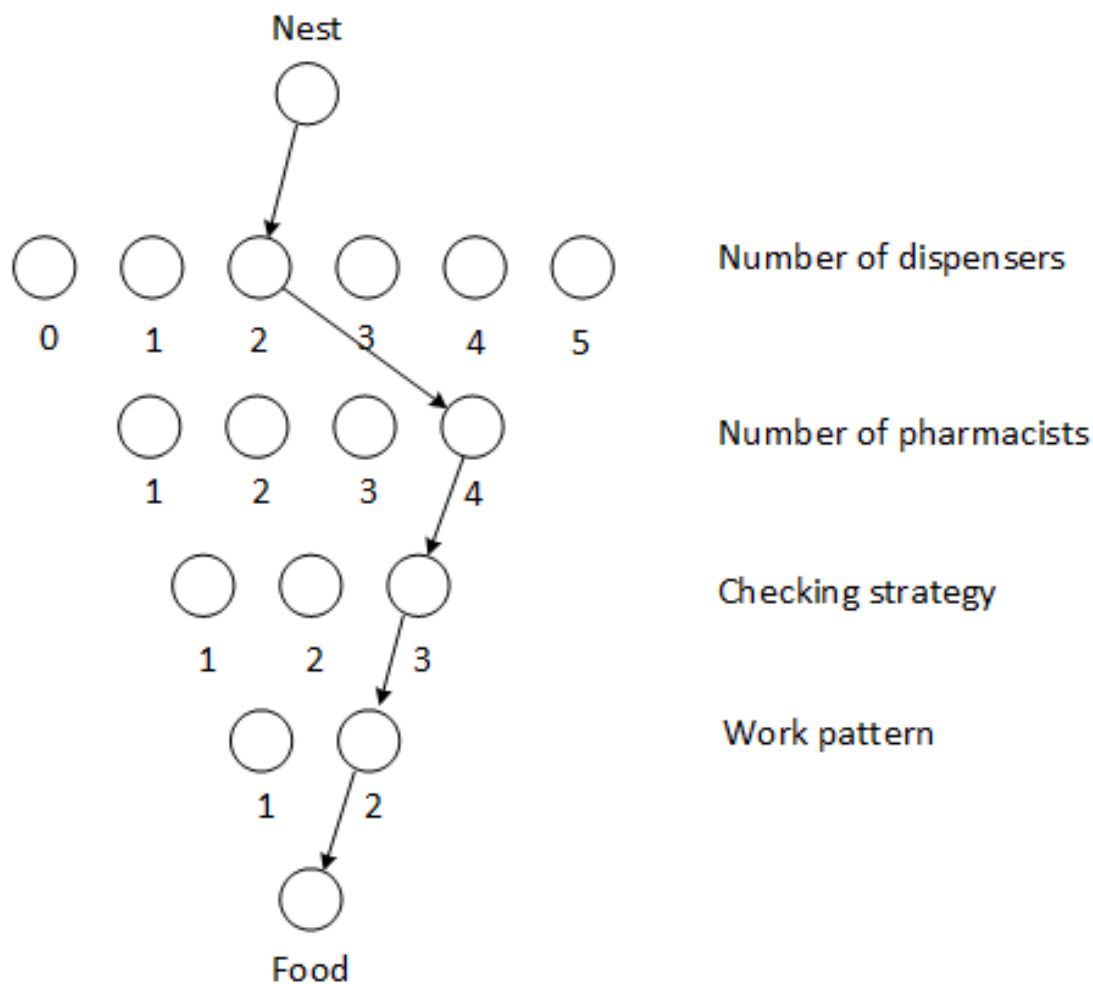 Nest
Number of dispensers
0 1 2 3 4 5
Number of pharmacists
1 2 3 4
Checking strategy
1 2 3
Work pattern
1 2
Food